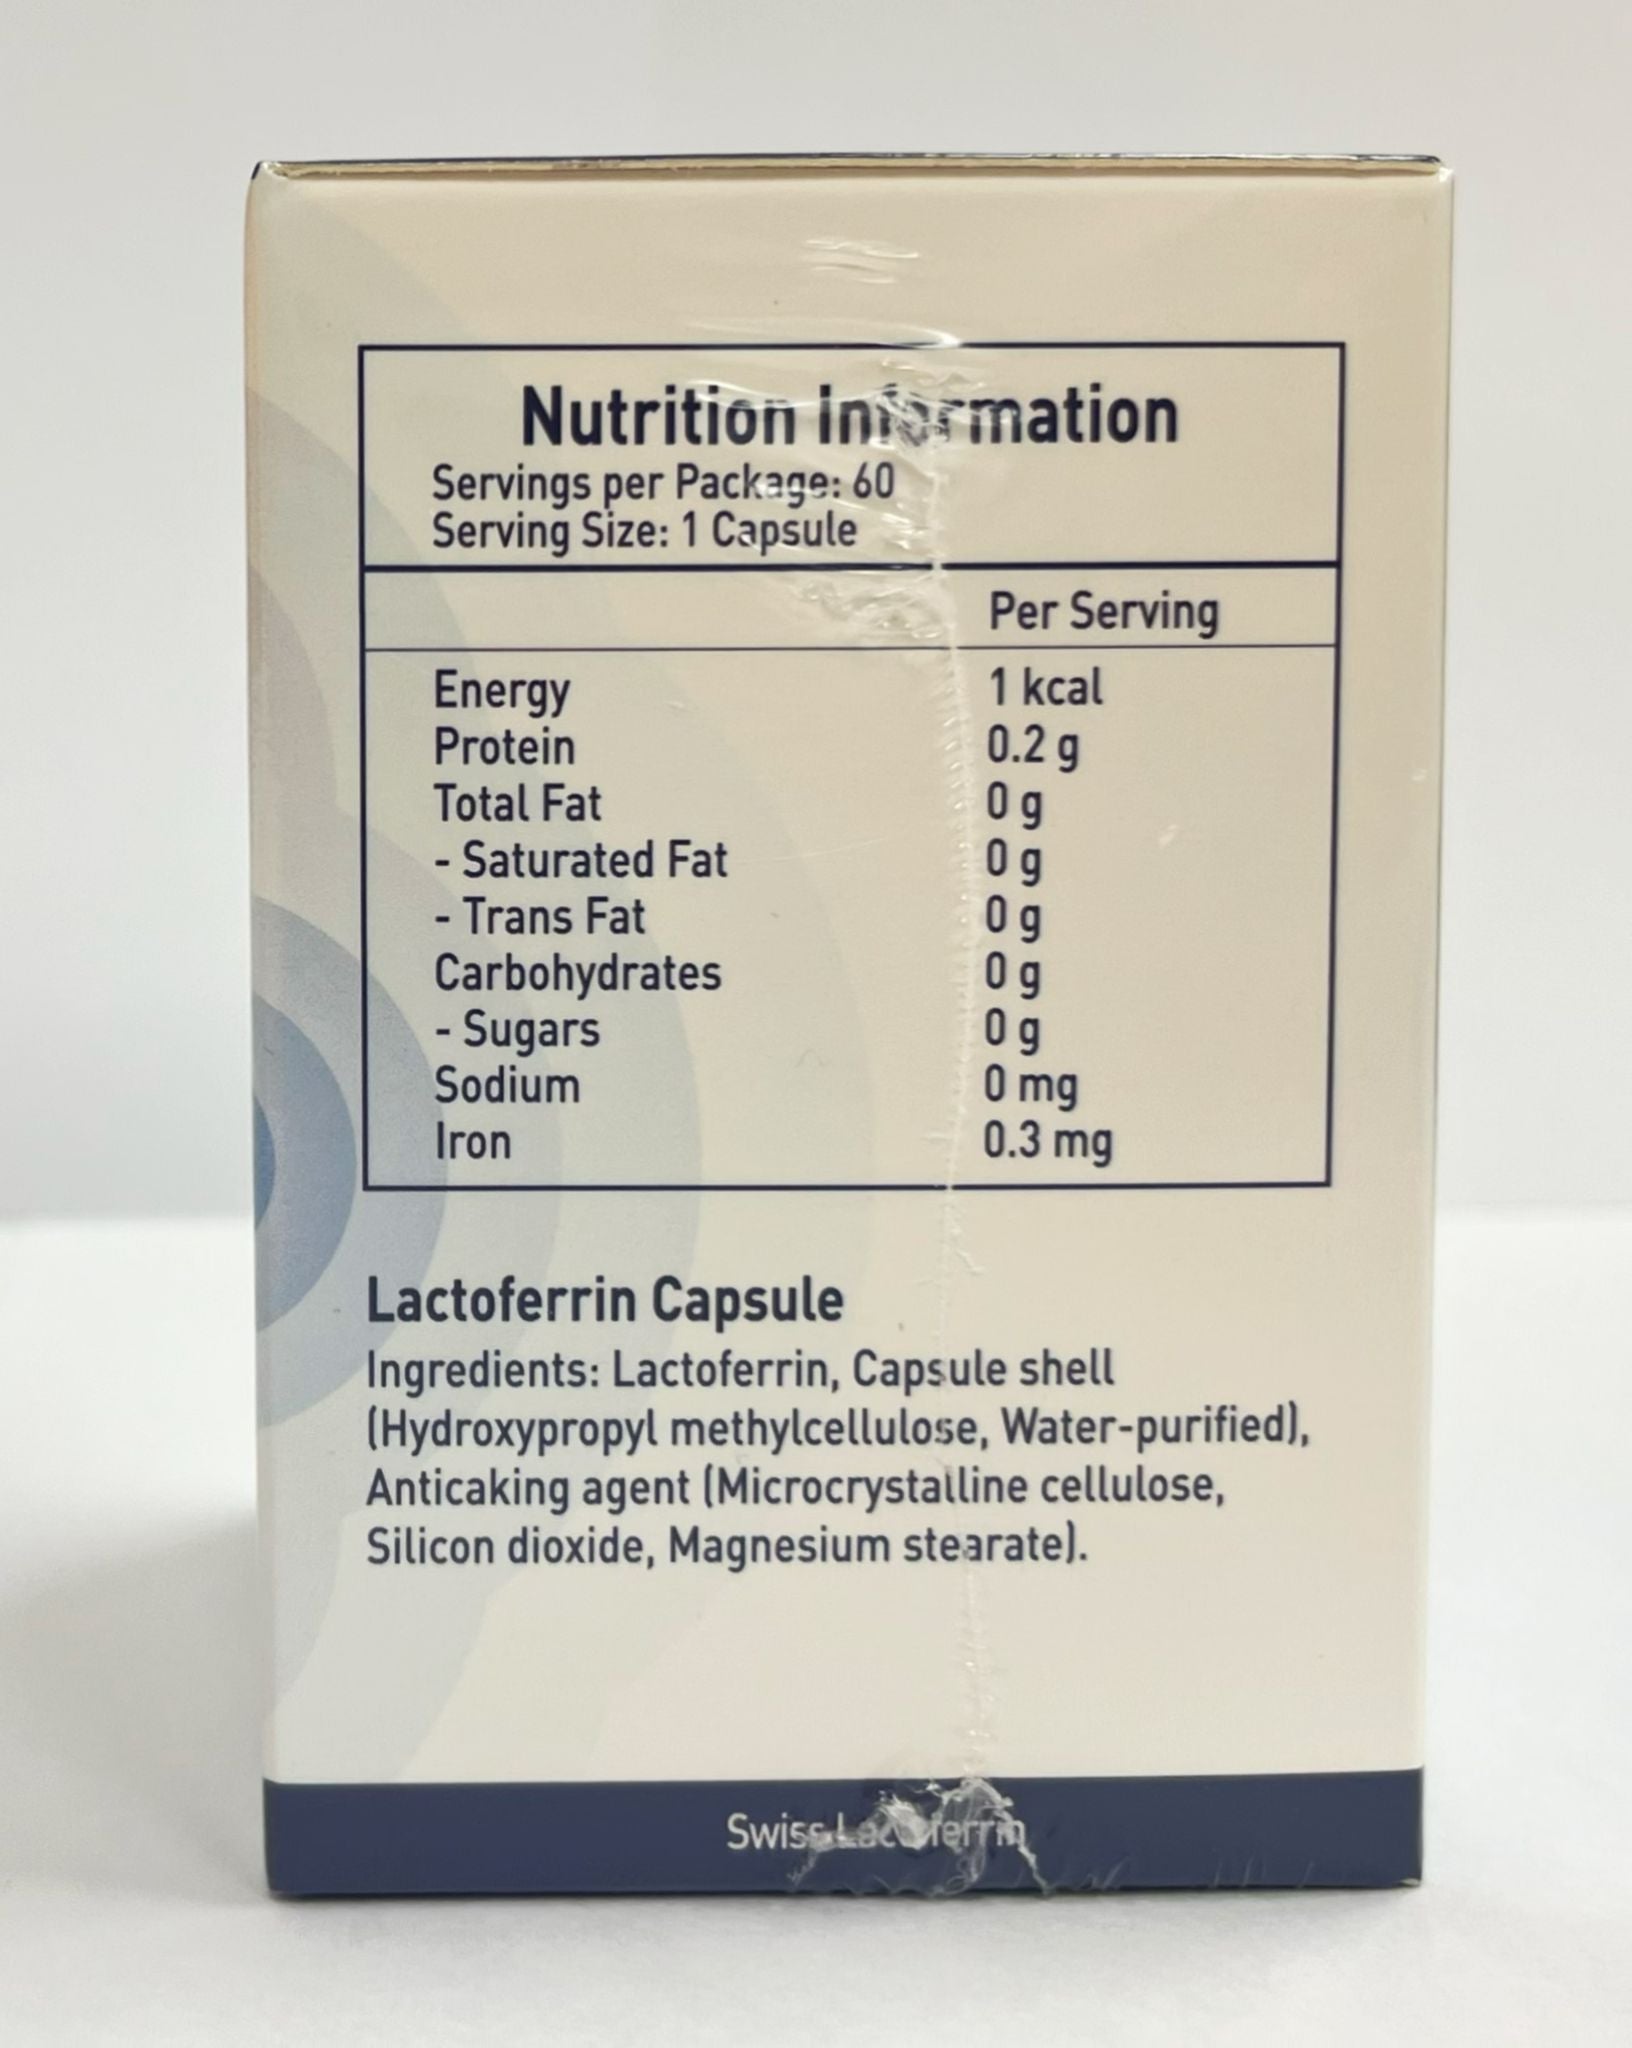 Nutrition Information
Servings per Package: 60
Serving Size: 1 Capsule
Per Serving
Energy 1 kcal
Protein 0.2 g
Total Fat 0 g
- Saturated Fat 0 g
- Trans Fat 0 g
Carbohydrates 0 g
- Sugars 0 g
Sodium 0 mg
Iron 0.3 mg
Lactoferrin Capsule
Ingredients: Lactoferrin, Capsule shell
(Hydroxypropyl methylcellulose, Water-purified),
Anticaking agent (Microcrystalline cellulose,
Silicon dioxide, Magnesium stearate).
Swiss Lactoferrin